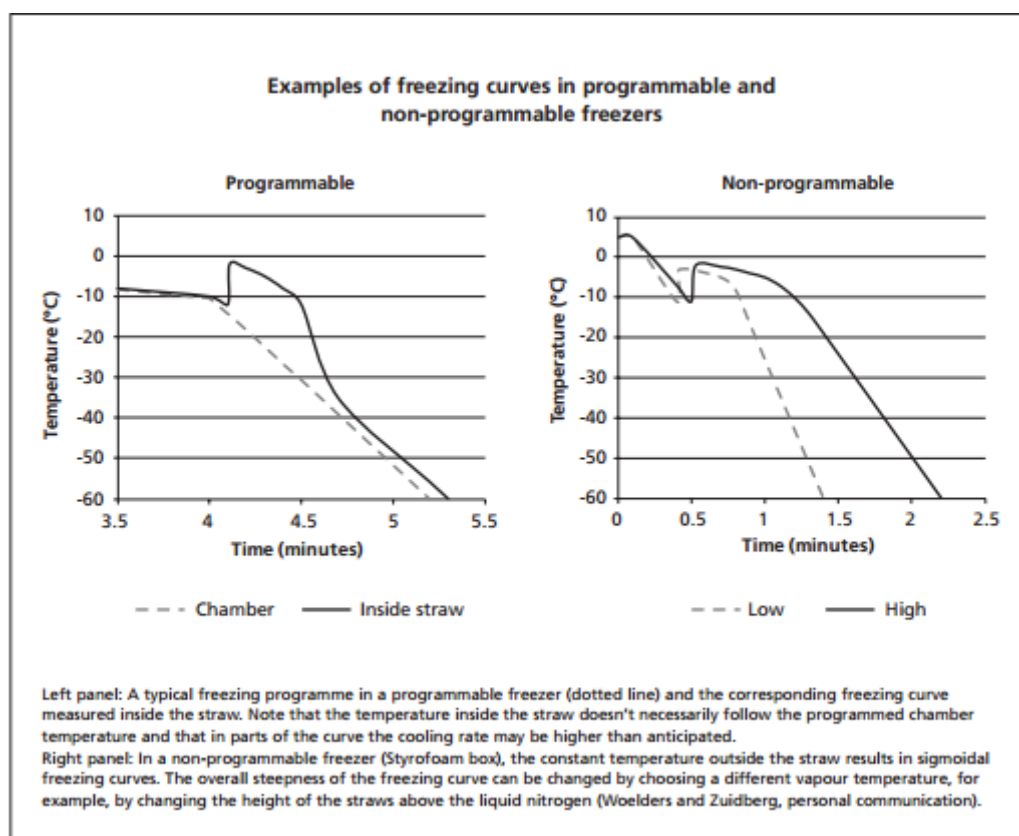 Examples of freezing curves in programmable and
non-programmable freezers
Programmable
10
0
-10
-20
-30
-40
-50
-60
Temperature (°C)
3.5
4
4.5
5
5.5
Time (minutes)
Chamber
Inside straw
Non-programmable
10
0
-10
-20
-30
-40
-50
-60
Temperature (°C)
0
0.5
1
1.5
2
2.5
Time (minutes)
Low
High
Left panel: A typical freezing programme in a programmable freezer (dotted line) and the corresponding freezing curve
measured inside the straw. Note that the temperature inside the straw doesn't necessarily follow the programmed chamber
temperature and that in parts of the curve the cooling rate may be higher than anticipated.
Right panel: In a non-programmable freezer (Styrofoam box), the constant temperature outside the straw results in sigmoidal
freezing curves. The overall steepness of the freezing curve can be changed by choosing a different vapour temperature, for
example, by changing the height of the straws above the liquid nitrogen (Woelders and Zuidberg, personal communication).